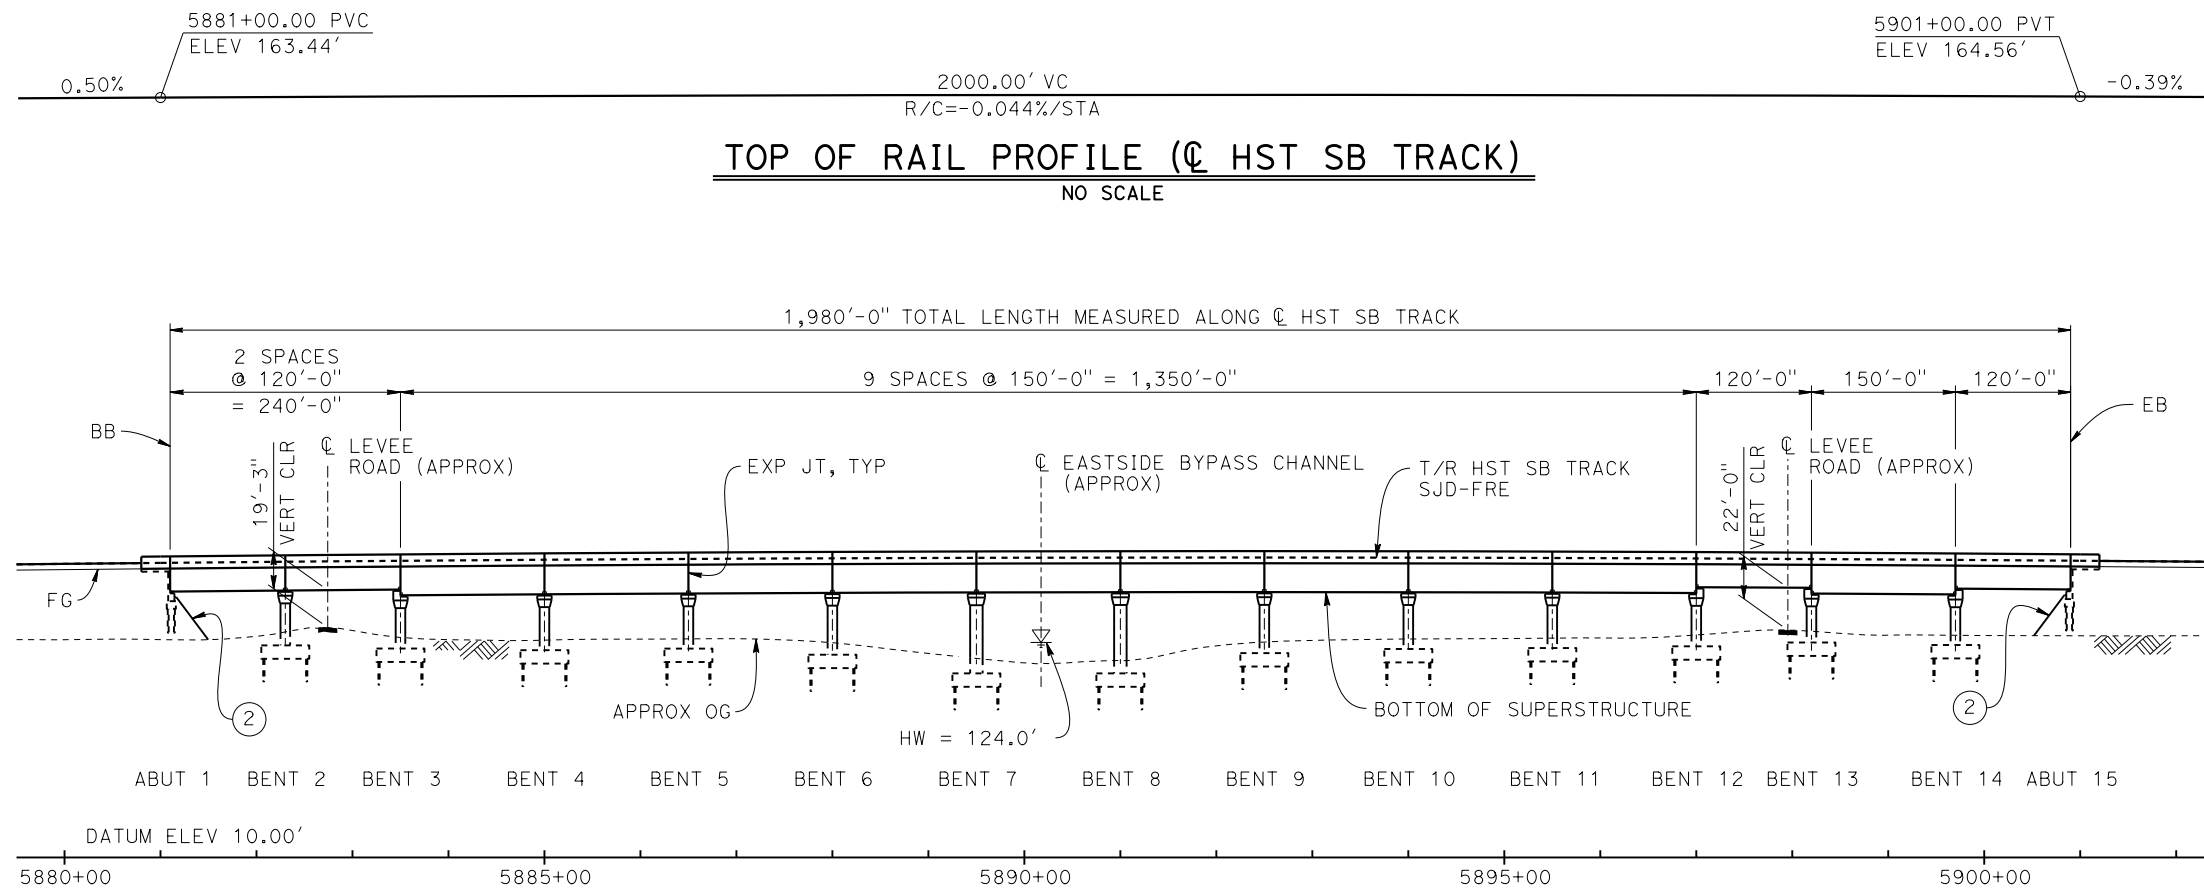 5881+00.00 PVC
ELEV 163.44′
5901+00.00 PVT
ELEV 164.56′
0.50%
2000.00′ VC
R/C=-0.044%/STA
-0.39%
TOP OF RAIL PROFILE (℄ HST SB TRACK)
NO SCALE
1,980′-0" TOTAL LENGTH MEASURED ALONG ℄ HST SB TRACK
2 SPACES
@ 120′-0"
= 240′-0"
9 SPACES @ 150′-0" = 1,350′-0"
120′-0"
150′-0"
120′-0"
BB
EB
19′-3"
VERT CLR
℄ LEVEE
ROAD (APPROX)
EXP JT, TYP
℄ EASTSIDE BYPASS CHANNEL
(APPROX)
T/R HST SB TRACK
SJD-FRE
22′-0"
VERT CLR
℄ LEVEE
ROAD (APPROX)
FG
2
APPROX OG
HW = 124.0′
BOTTOM OF SUPERSTRUCTURE
2
ABUT 1
BENT 2
BENT 3
BENT 4
BENT 5
BENT 6
BENT 7
BENT 8
BENT 9
BENT 10
BENT 11
BENT 12
BENT 13
BENT 14
ABUT 15
DATUM ELEV 10.00′
5880+00
5885+00
5890+00
5895+00
5900+00